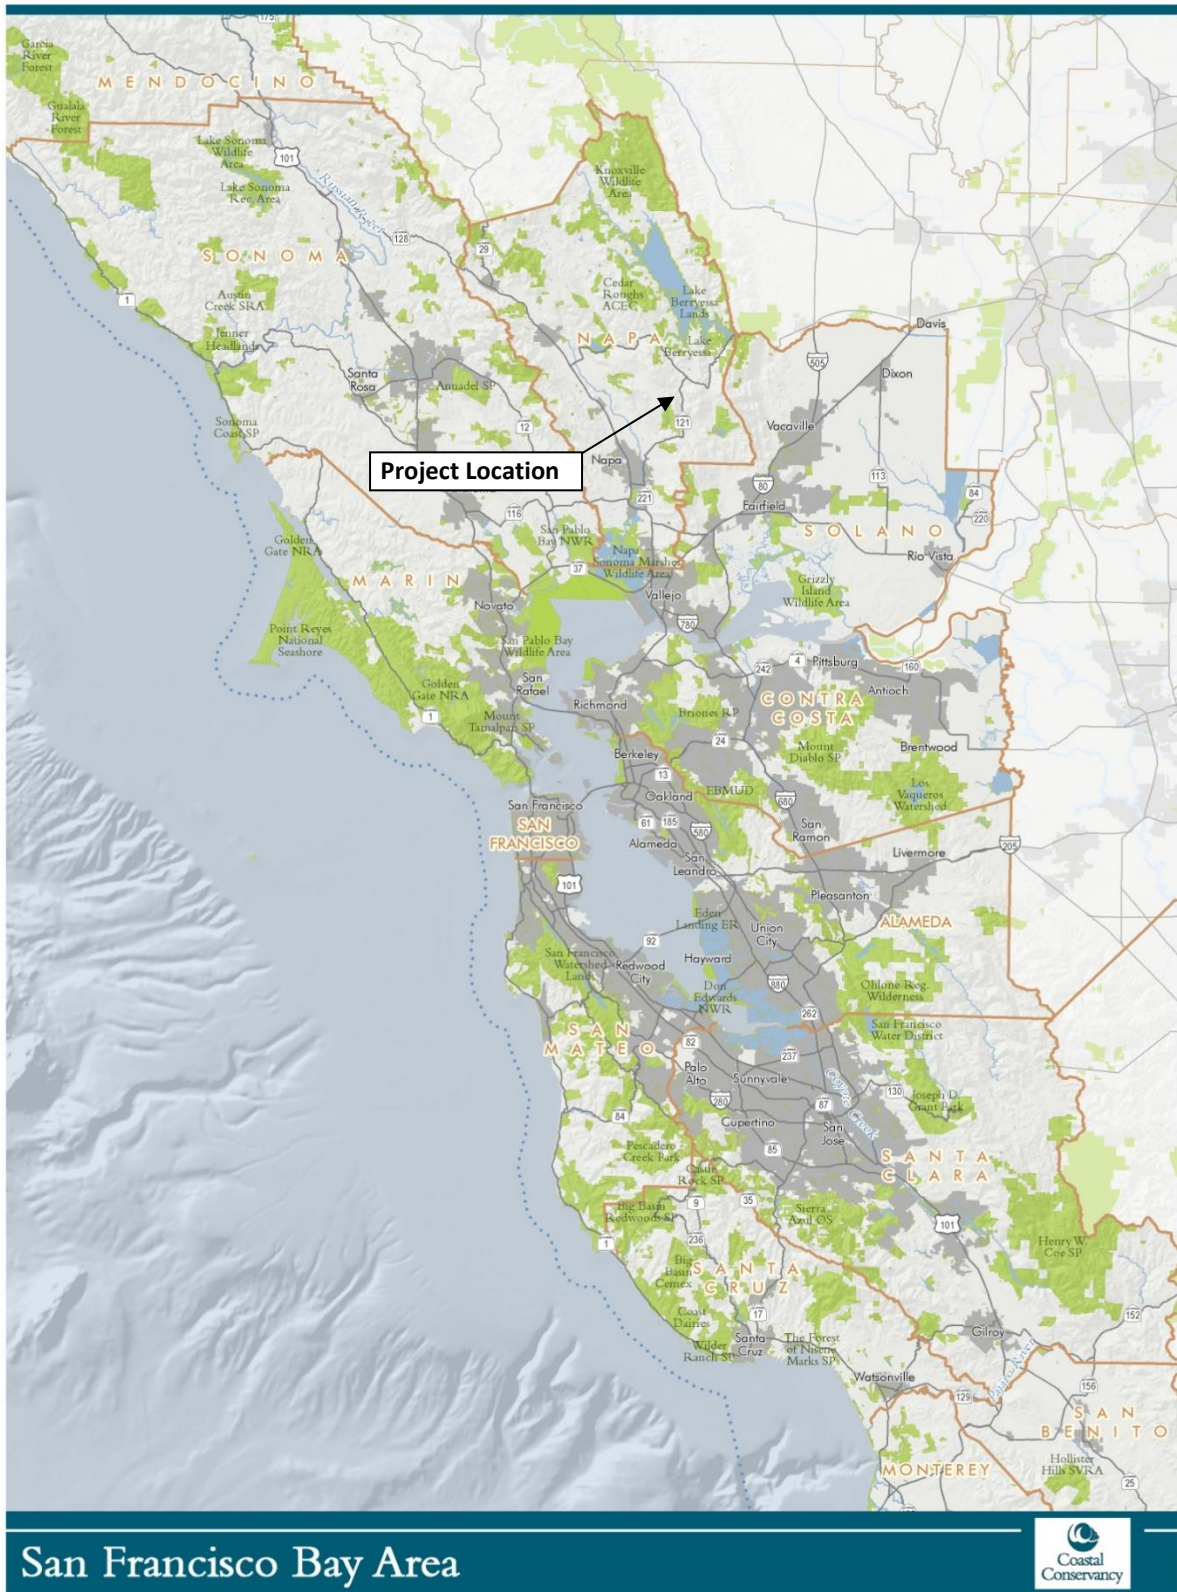 175
Garcia
River
Forest
MENDOCINO
Gualala
River
Forest
Lake Sonoma
Wildlife
Area
101
Lake Sonoma
Rec. Area
Russian River
Knoxville
Wildlife
Area
128
29
SONOMA
1
Austin
Creek SRA
Jenner
Headlands
Cedar
Roughs
ACEC
Lake
Berryessa
Lands
NAPA
Lake
Berryessa
Davis
505
Dixon
Santa
Rosa
Annadel SP
Sonoma
Coast SP
12
121
Vacaville
Project Location
Napa
113
80
84
221
Fairfield
220
116
SOLANO
Golden
Gate NRA
San Pablo
Bay NWR
Napa
Sonoma Marshes
Wildlife Area
Rio Vista
37
MARIN
Grizzly
Island
Wildlife Area
Novato
Vallejo
780
Point Reyes
National
Seashore
San Pablo Bay
Wildlife Area
242
4
Pittsburg
160
Golden
Gate NRA
San
Rafael
Antioch
Richmond
CONTRA
COSTA
1
Mount
Tamalpais SP
Briones RP
24
Mount
Diablo SP
Brentwood
Berkeley
13
Los
Vaqueros
Watershed
EBMUD
Oakland
680
San Francisco
61
185
580
San
Ramon
SAN
FRANCISCO
Alameda
205
San
Leandro
Livermore
101
Pleasanton
Eden
Landing ER
Union
City
ALAMEDA
92
San Francisco
Watershed
Lands
Redwood
City
Hayward
880
Don
Edwards
NWR
Ohlone Reg.
Wilderness
262
SAN
MATEO
San Francisco
Water District
82
237
Palo
Alto
Sunnyvale
Coyote Creek
130
Joseph D
Grant Park
280
87
84
Cupertino
San
Jose
Pescadero
Creek Park
85
SANTA
CLARA
Castle
Rock SP
9
35
Big Basin
Redwoods SP
Sierra
Azul OS
101
1
236
Henry W.
Coe SP
Big
Basin
Cemex
SANTA
CRUZ
Coast
Dairies
17
152
Gilroy
Wilder
Ranch SP
Santa
Cruz
The Forest
of Nisene
Marks SP
Pajaro River
Watsonville
156
129
SAN
BENITO
MONTEREY
Hollister
Hills SVRA
25
San Francisco Bay Area
Coastal
Conservancy